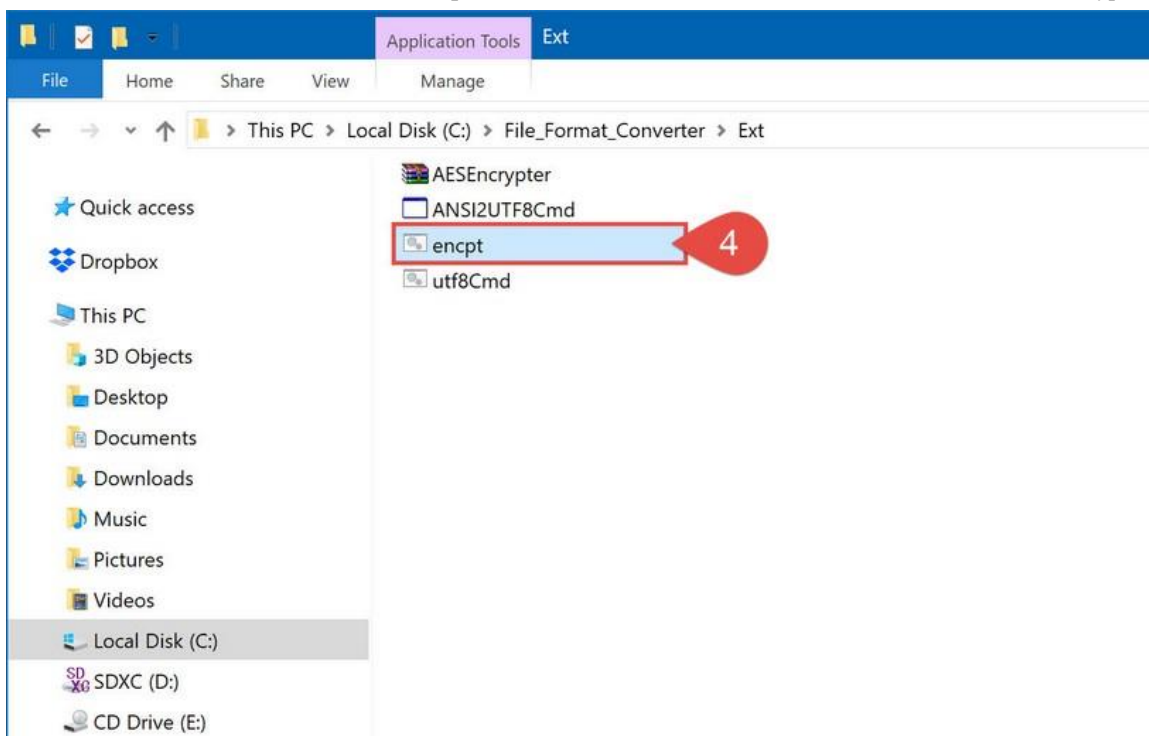 Application Tools Ext
File Home Share View Manage
This PC > Local Disk (C:) > File_Format_Converter > Ext
Quick access
Dropbox
This PC
3D Objects
Desktop
Documents
Downloads
Music
Pictures
Videos
Local Disk (C:)
SDXC (D:)
CD Drive (E:)
AESEncrypter
ANSI2UTF8Cmd
encpt 4
utf8Cmd